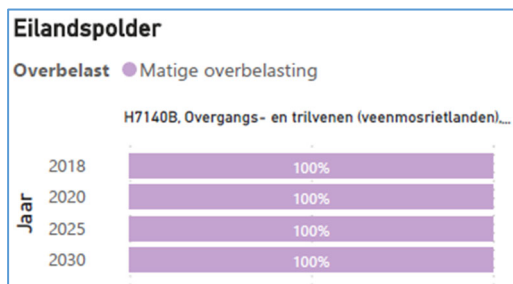 Eilandspolder
Overbelast Matige overbelasting
H7140B, Overgangs- en trilvenen (veenmosrietlanden),...
Jaar
2018 100%
2020 100%
2025 100%
2030 100%